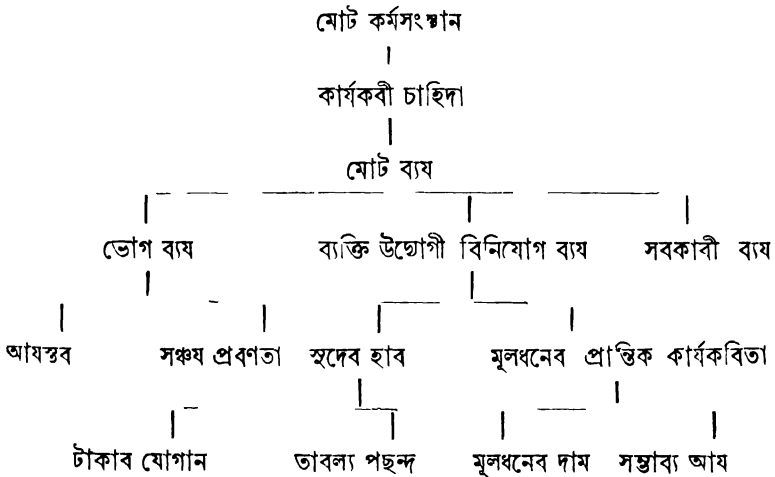 মোট কর্মসংস্থান
কার্যকবী চাহিদা
মোট ব্যয
ভোগ ব্যয ব্যক্তি উদ্যোগী বিনিযোগ ব্যয সবকাবী ব্যয
আযস্তব সঞ্চয প্রবণতা সুদেব হাব মূলধনেব প্রান্তিক কার্যকবিতা
টাকাব যোগান তাবল্য পছন্দ মূলধনেব দাম সম্ভাব্য আয